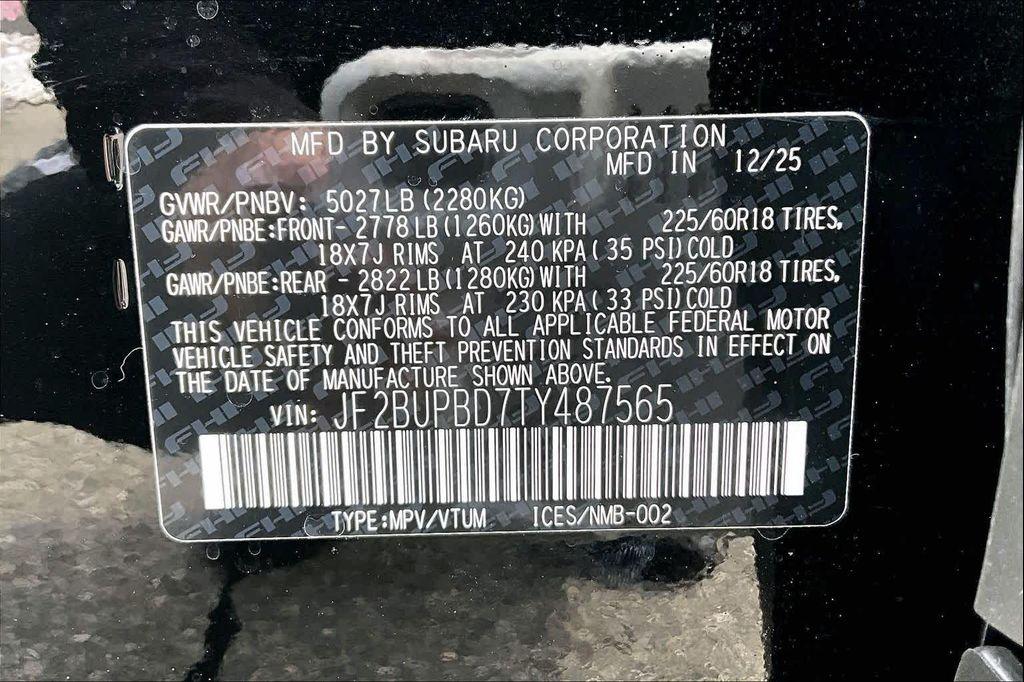 MFD BY SUBARU CORPORATION
MFD IN 12/25
GVWR/PNBV: 5027LB (2280KG)
GAWR/PNBE:FRONT- 2778 LB (1260KG) WITH 225/60R18 TIRES,
18X7J RIMS AT 240 KPA ( 35 PSI) COLD
GAWR/PNBE:REAR - 2822 LB (1280KG) WITH 225/60R18 TIRES,
18X7J RIMS AT 230 KPA ( 33 PSI) COLD
THIS VEHICLE CONFORMS TO ALL APPLICABLE FEDERAL MOTOR
VEHICLE SAFETY AND THEFT PREVENTION STANDARDS IN EFFECT ON
THE DATE OF MANUFACTURE SHOWN ABOVE.
VIN: JF2BUPBD7TY487565
TYPE:MPV/VTUM ICES/NMB-002